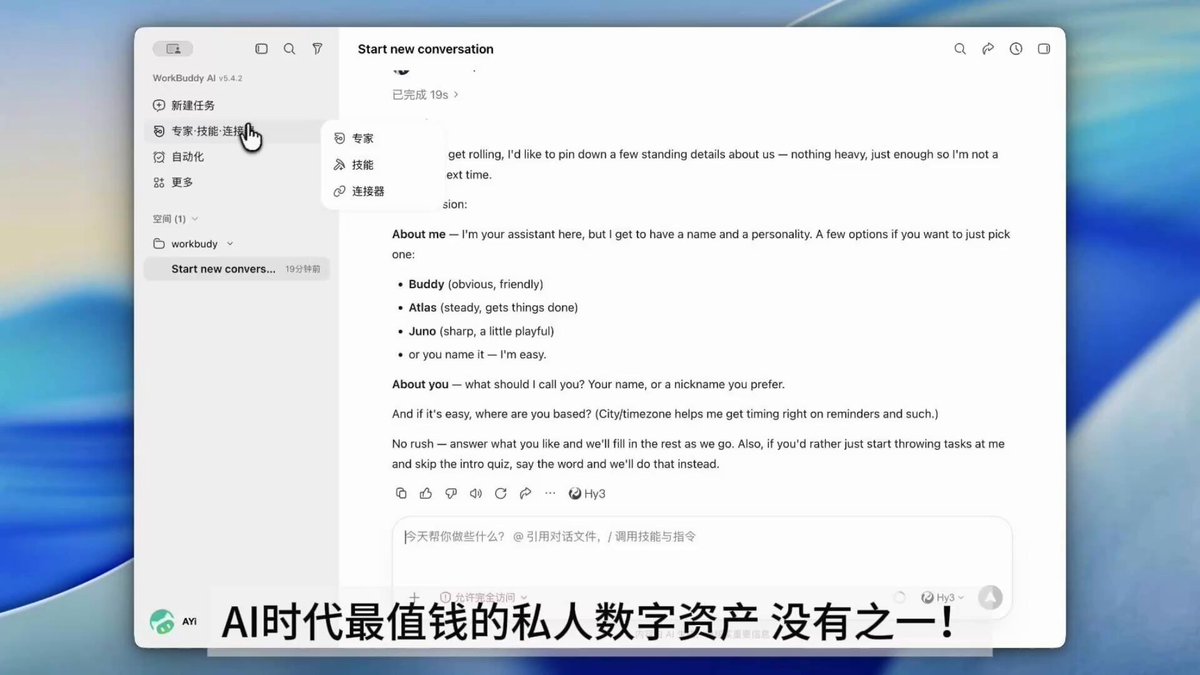 WorkBuddy AI v5.4.2
新建任务
专家·技能·连接
自动化
更多
空间 (1)
workbudy
Start new convers... 19分钟前
AYi
专家
技能
连接器
Start new conversation
已完成 19s
get rolling, I'd like to pin down a few standing details about us — nothing heavy, just enough so I'm not a
ext time.
sion:
About me — I'm your assistant here, but I get to have a name and a personality. A few options if you want to just pick
one:
• Buddy (obvious, friendly)
• Atlas (steady, gets things done)
• Juno (sharp, a little playful)
• or you name it — I'm easy.
About you — what should I call you? Your name, or a nickname you prefer.
And if it's easy, where are you based? (City/timezone helps me get timing right on reminders and such.)
No rush — answer what you like and we'll fill in the rest as we go. Also, if you'd rather just start throwing tasks at me
and skip the intro quiz, say the word and we'll do that instead.
Hy3
今天帮你做些什么? @ 引用对话文件, / 调用技能与指令
允许完全访问
Hy3
AI时代最值钱的私人数字资产 没有之一!